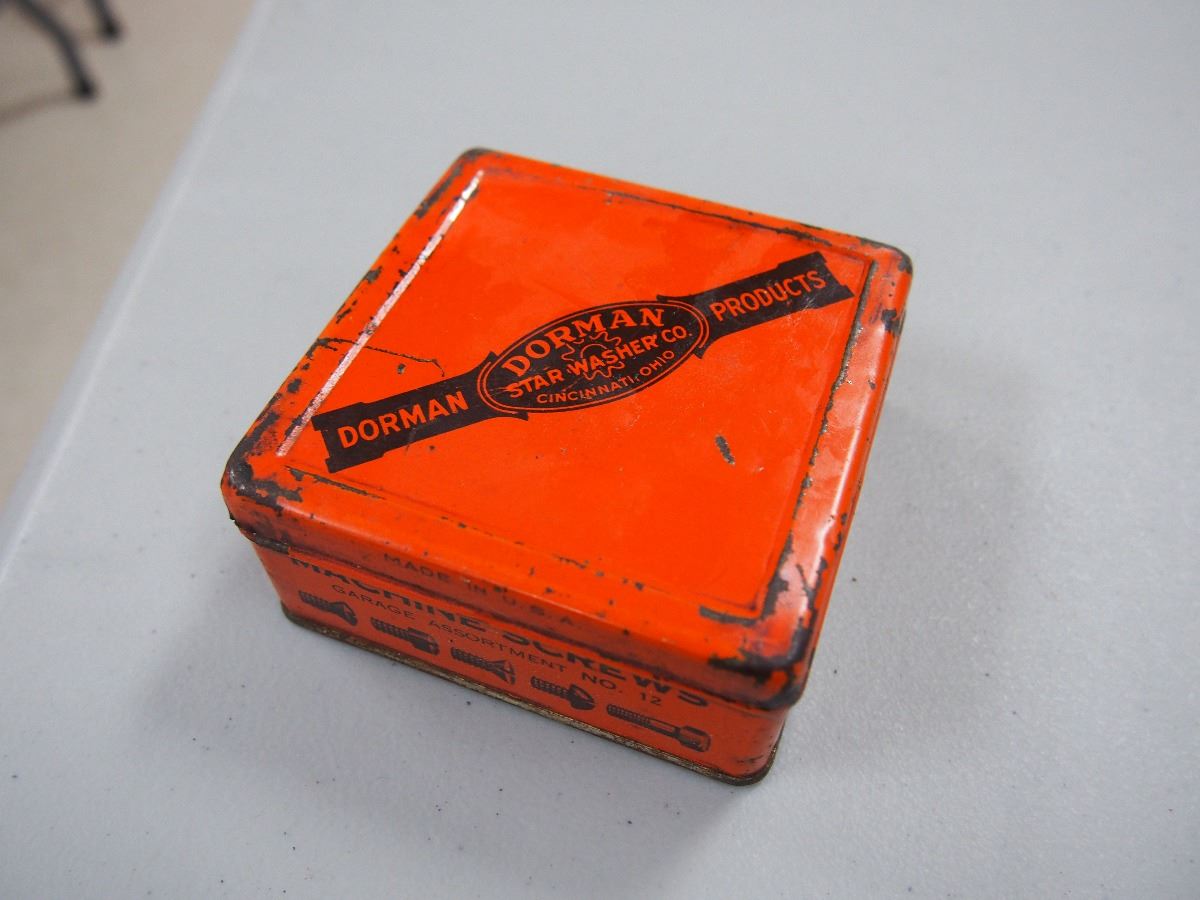 DORMAN PRODUCTS
DORMAN
STAR WASHER CO.
CINCINNATI, OHIO
MADE IN U.S.A.
MACHINE SCREWS
GARAGE ASSORTMENT NO. 12